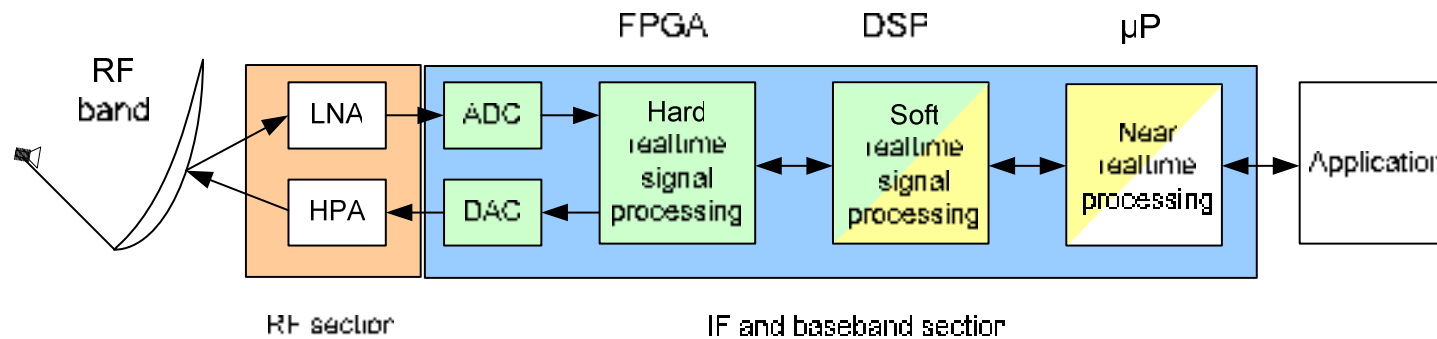 FPGA
DSP
µP
RF
band
LNA
ADC
Hard
realtime
signal
processing
Soft
realtime
signal
processing
Near
realtime
processing
Application
HPA
DAC
RF section
IF and baseband section